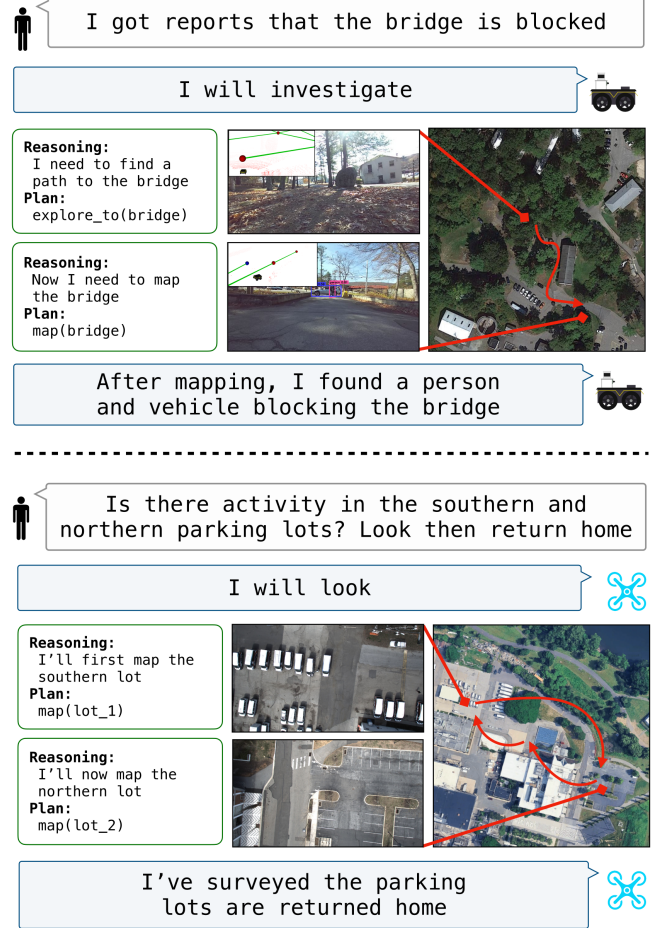 I got reports that the bridge is blocked
I will investigate
Reasoning:
I need to find a
path to the bridge
Plan:
explore_to(bridge)
Reasoning:
Now I need to map
the bridge
Plan:
map(bridge)
After mapping, I found a person
and vehicle blocking the bridge
Is there activity in the southern and
northern parking lots? Look then return home
I will look
Reasoning:
I'll first map the
southern lot
Plan:
map(lot_1)
Reasoning:
I'll now map the
northern lot
Plan:
map(lot_2)
I've surveyed the parking
lots are returned home